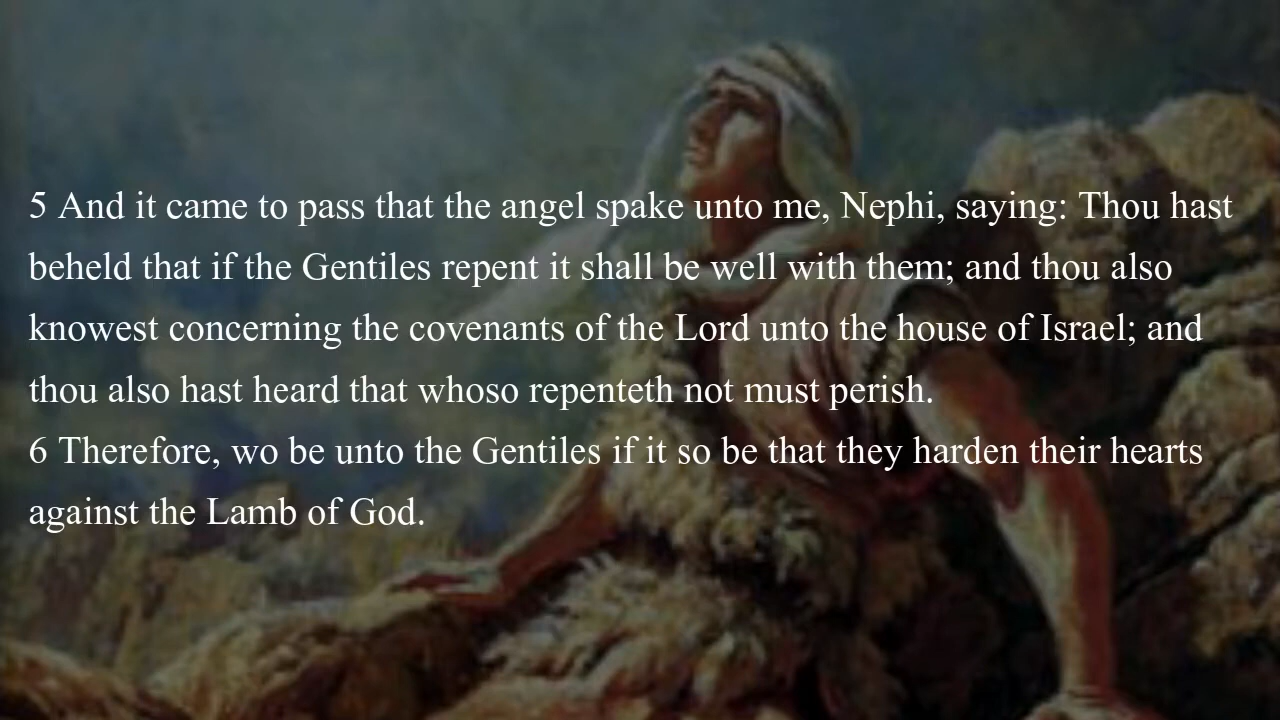 5 And it came to pass that the angel spake unto me, Nephi, saying: Thou hast
beheld that if the Gentiles repent it shall be well with them; and thou also
knowest concerning the covenants of the Lord unto the house of Israel; and
thou also hast heard that whoso repenteth not must perish.
6 Therefore, wo be unto the Gentiles if it so be that they harden their hearts
against the Lamb of God.